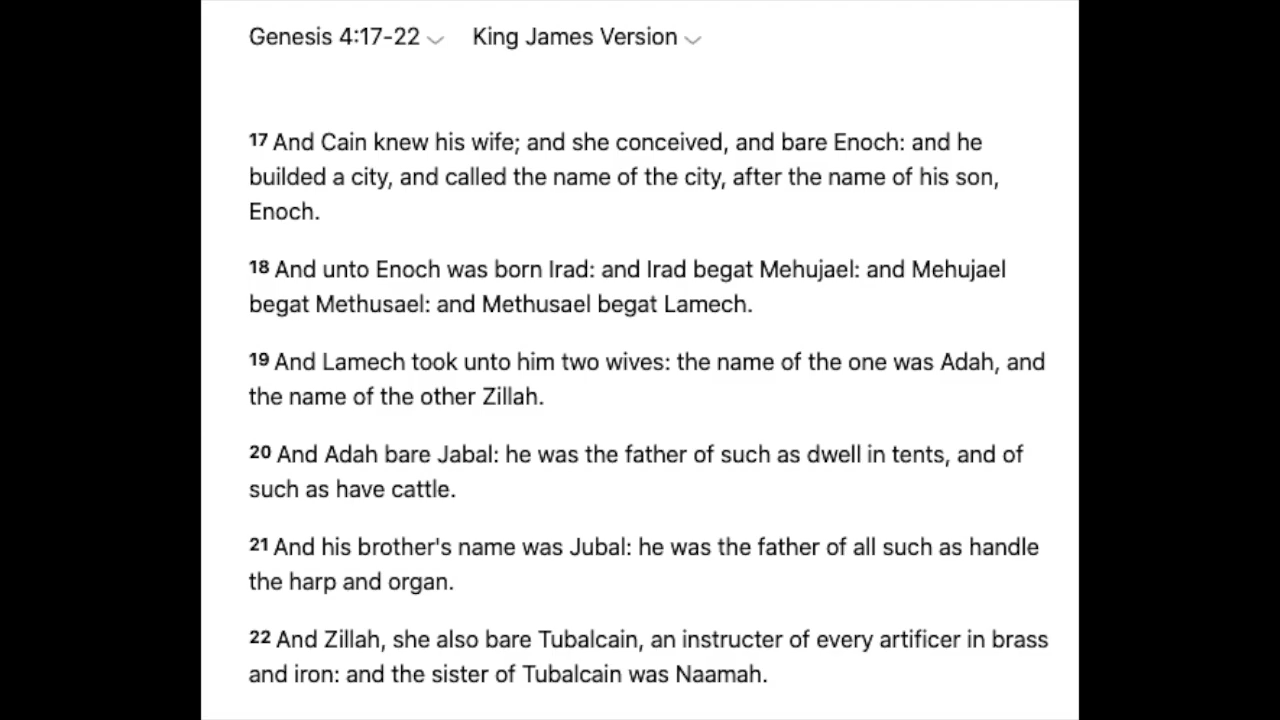 Genesis 4:17-22 King James Version
17 And Cain knew his wife; and she conceived, and bare Enoch: and he
builded a city, and called the name of the city, after the name of his son,
Enoch.
18 And unto Enoch was born Irad: and Irad begat Mehujael: and Mehujael
begat Methusael: and Methusael begat Lamech.
19 And Lamech took unto him two wives: the name of the one was Adah, and
the name of the other Zillah.
20 And Adah bare Jabal: he was the father of such as dwell in tents, and of
such as have cattle.
21 And his brother's name was Jubal: he was the father of all such as handle
the harp and organ.
22 And Zillah, she also bare Tubalcain, an instructer of every artificer in brass
and iron: and the sister of Tubalcain was Naamah.